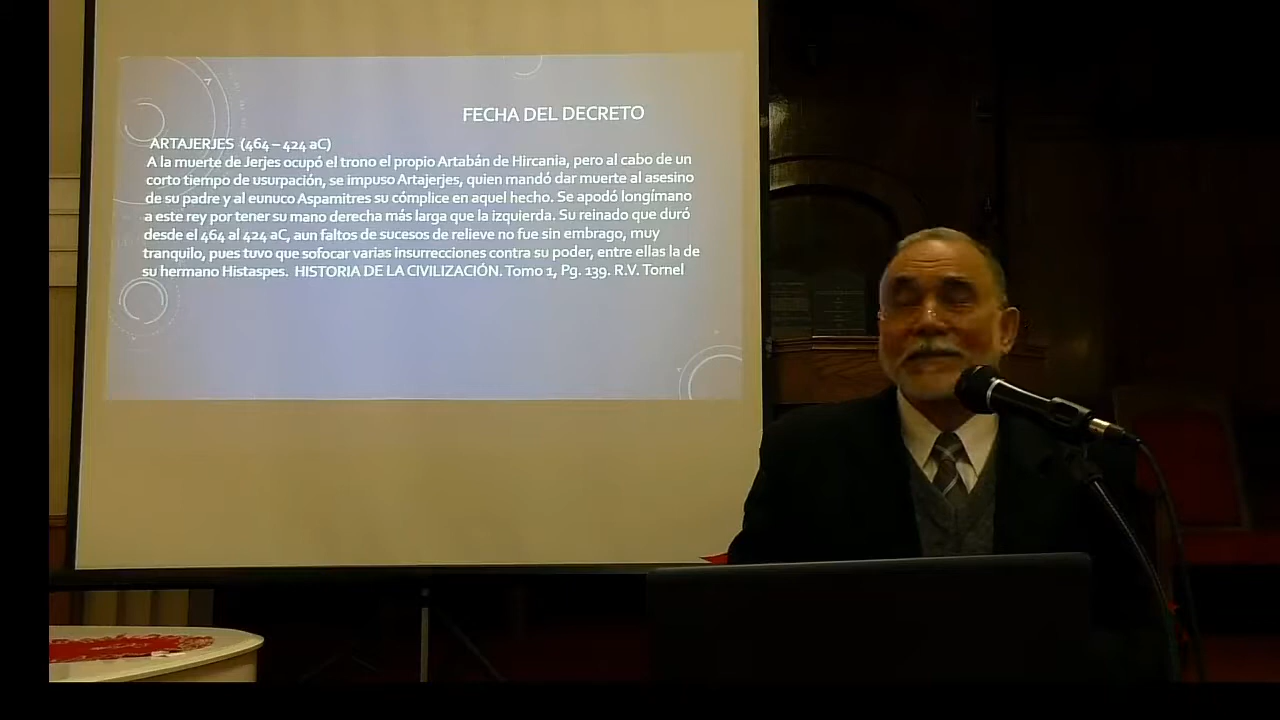 FECHA DEL DECRETO
ARTAJERJES (464 – 424 aC)
A la muerte de Jerjes ocupó el trono el propio Artabán de Hircania, pero al cabo de un
corto tiempo de usurpación, se impuso Artajerjes, quien mandó dar muerte al asesino
de su padre y al eunuco Aspamitres su cómplice en aquel hecho. Se apodó longímano
a este rey por tener su mano derecha más larga que la izquierda. Su reinado que duró
desde el 464 al 424 aC, aun faltos de sucesos de relieve no fue sin embrago, muy
tranquilo, pues tuvo que sofocar varias insurrecciones contra su poder, entre ellas la de
su hermano Histaspes. HISTORIA DE LA CIVILIZACIÓN. Tomo 1, Pg. 139. R.V. Tornel